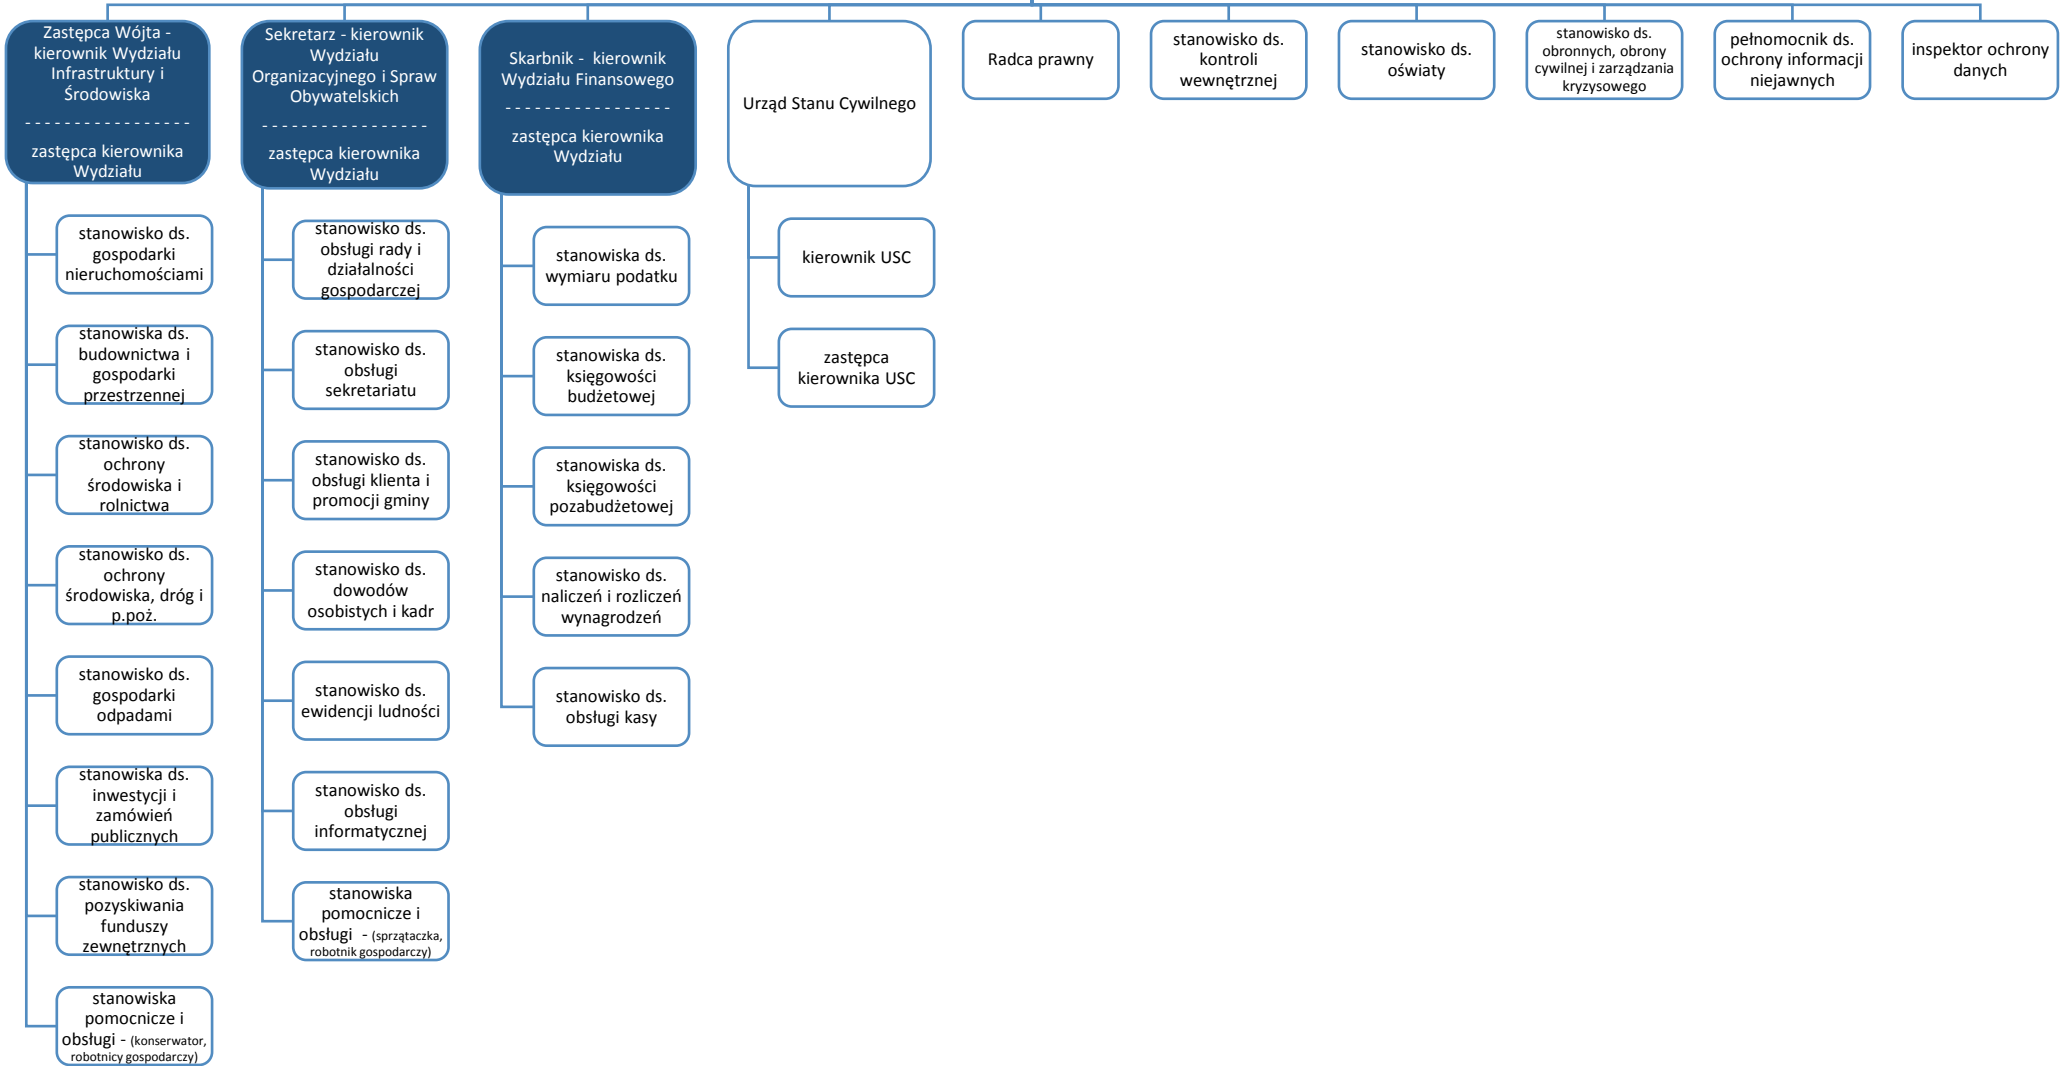 Zastępca Wójta -
kierownik Wydziału
Infrastruktury i
Środowiska
- - - - - - - - - - - - - - - - -
zastępca kierownika
Wydziału
stanowisko ds.
gospodarki
nieruchomościami
stanowiska ds.
budownictwa i
gospodarki
przestrzennej
stanowisko ds.
ochrony
środowiska i
rolnictwa
stanowisko ds.
ochrony
środowiska, dróg i
p.poż.
stanowisko ds.
gospodarki
odpadami
stanowiska ds.
inwestycji i
zamówień
publicznych
stanowisko ds.
pozyskiwania
funduszy
zewnętrznych
stanowiska
pomocnicze i
obsługi - (konserwator,
robotnicy gospodarczy)
Sekretarz - kierownik
Wydziału
Organizacyjnego i Spraw
Obywatelskich
- - - - - - - - - - - - - - - - -
zastępca kierownika
Wydziału
stanowisko ds.
obsługi rady i
działalności
gospodarczej
stanowisko ds.
obsługi
sekretariatu
stanowisko ds.
obsługi klienta i
promocji gminy
stanowisko ds.
dowodów
osobistych i kadr
stanowisko ds.
ewidencji ludności
stanowisko ds.
obsługi
informatycznej
stanowiska
pomocnicze i
obsługi - (sprzątaczka,
robotnik gospodarczy)
Skarbnik - kierownik
Wydziału Finansowego
- - - - - - - - - - - - - - - - -
zastępca kierownika
Wydziału
stanowiska ds.
wymiaru podatku
stanowiska ds.
księgowości
budżetowej
stanowiska ds.
księgowości
pozabudżetowej
stanowisko ds.
naliczeń i rozliczeń
wynagrodzeń
stanowisko ds.
obsługi kasy
Urząd Stanu Cywilnego
kierownik USC
zastępca
kierownika USC
Radca prawny
stanowisko ds.
kontroli
wewnętrznej
stanowisko ds.
oświaty
stanowisko ds.
obronnych, obrony
cywilnej i zarządzania
kryzysowego
pełnomocnik ds.
ochrony informacji
niejawnych
inspektor ochrony
danych